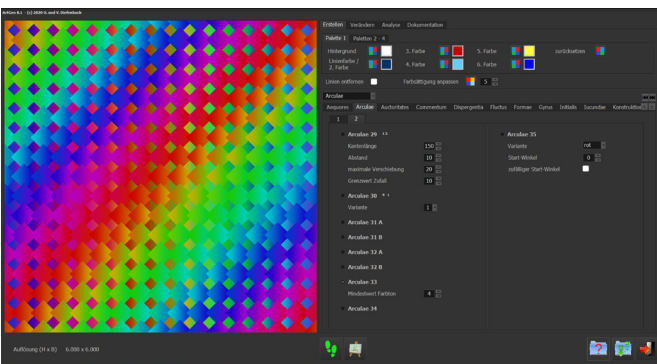 ArtGen 8.1 - (c) 2020 U. und V. Diefenbach
Erstellen Verändern Analyse Dokumentation
Palette 1 Paletten 2 - 4
Hintergrund 3. Farbe 5. Farbe zurücksetzen
Linienfarbe / 2. Farbe 4. Farbe 6. Farbe
Linien entfernen Farbsättigung anpassen 5
Arculae
Aequores Arculae Auctoritates Commentum Dispergentia Fluctus Formae Gyrus Initialis Secundae Konstruktive
1 2
Arculae 29
Kantenlänge 150
Abstand 10
maximale Verschiebung 20
Grenzwert Zufall 10
Arculae 30
Variante 1
Arculae 31 A
Arculae 31 B
Arculae 32 A
Arculae 32 B
Arculae 33
Mindestwert Farbton 4
Arculae 34
Arculae 35
Variante rot
Start-Winkel 0
zufälliger Start-Winkel
Auflösung (H x B) 6.000 x 6.000